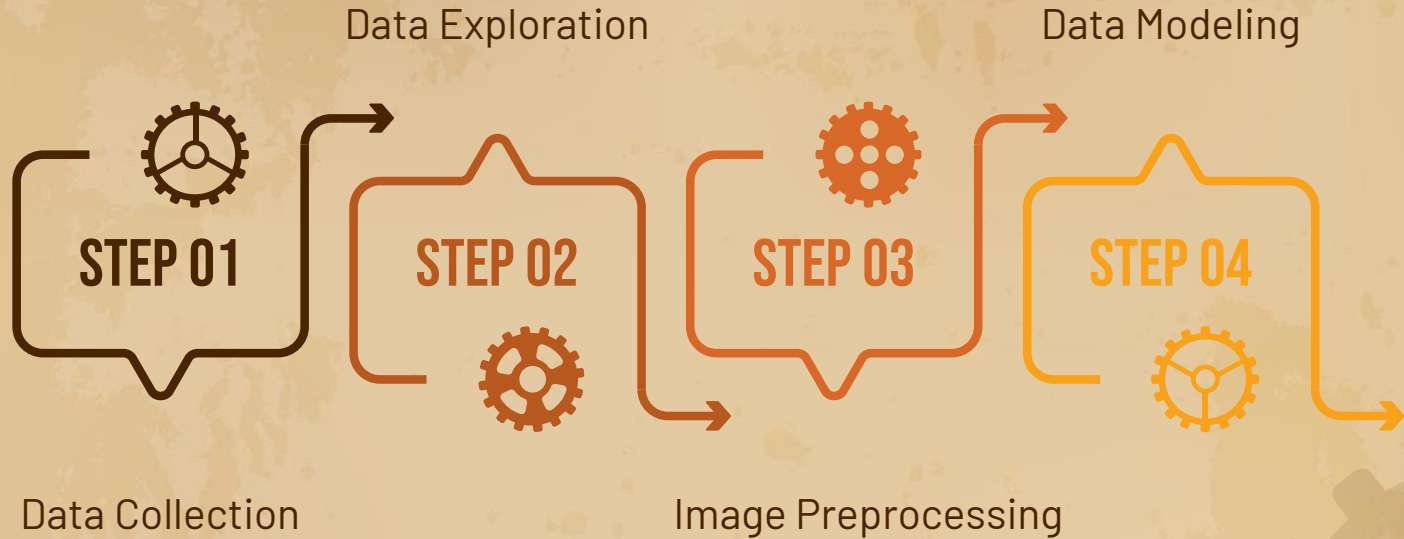 Data Exploration
Data Modeling
STEP 01
STEP 02
STEP 03
STEP 04
Data Collection
Image Preprocessing